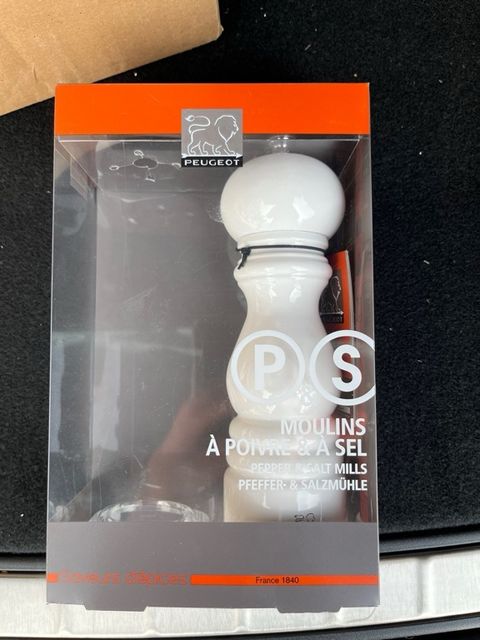 PEUGEOT
P S
MOULINS
À POIVRE & À SEL
PEPPER & SALT MILLS
PFEFFER- & SALZMÜHLE
Saveurs d'épices
France 1840